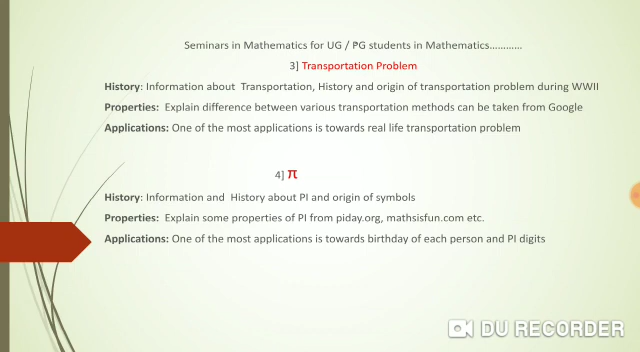 Seminars in Mathematics for UG / PG students in Mathematics…………
3] Transportation Problem
History: Information about  Transportation, History and origin of transportation problem during WWII
Properties:  Explain difference between various transportation methods can be taken from Google
Applications: One of the most applications is towards real life transportation problem
4] π
History: Information and  History about PI and origin of symbols
Properties:  Explain some properties of PI from piday.org, mathsisfun.com etc.
Applications: One of the most applications is towards birthday of each person and PI digits
DU RECORDER